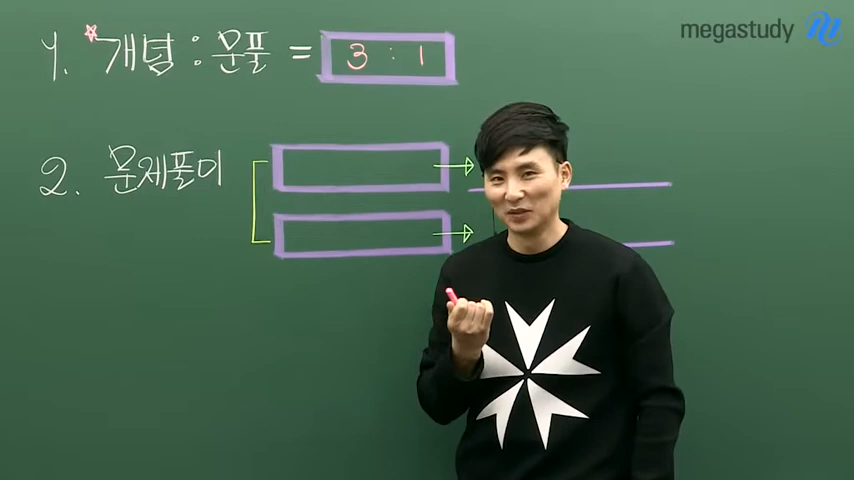 megastudy
1. 개념 : 문풀 = 3 : 1
2. 문제풀이